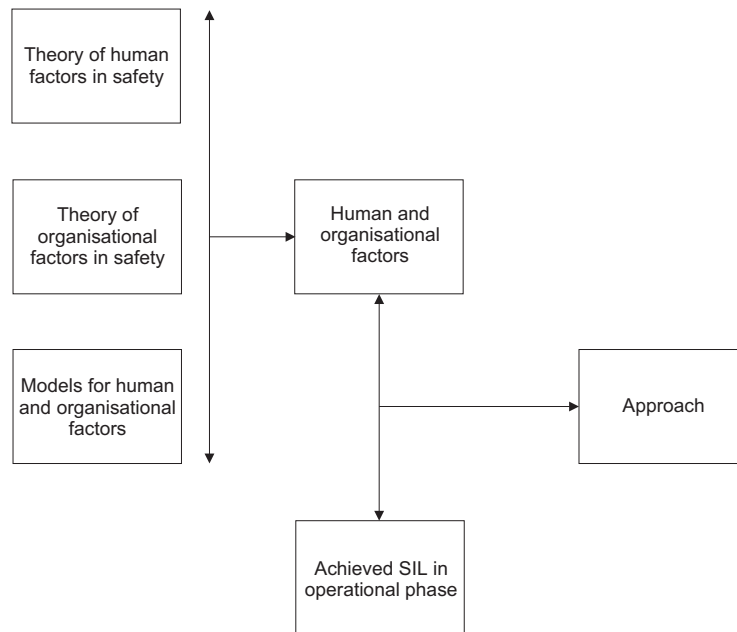 Theory of human
factors in safety
Theory of
organisational
factors in safety
Human and
organisational
factors
Models for human
and organisational
factors
Approach
Achieved SIL in
operational phase